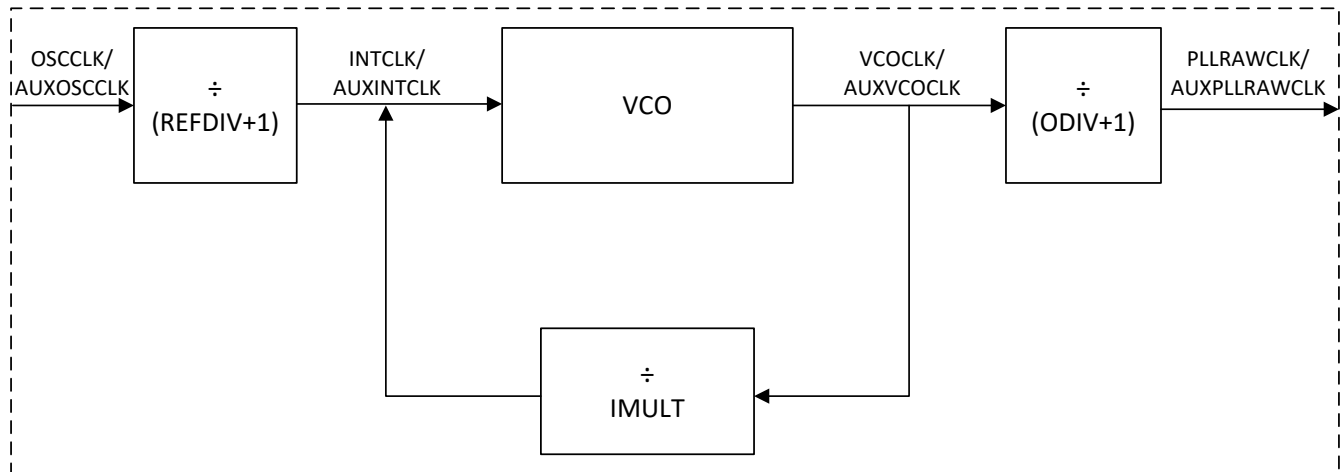 OSCCLK/
AUXOSCCLK
÷
(REFDIV+1)
INTCLK/
AUXINTCLK
VCO
VCOCLK/
AUXVCOCLK
÷
(ODIV+1)
PLLRAWCLK/
AUXPLLRAWCLK
÷
IMULT